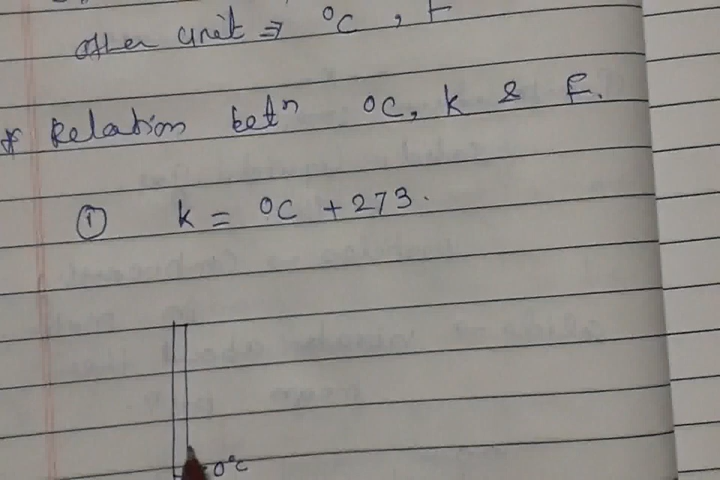 other unit ⇒ °C , F
* Relation betⁿ °C, k & F.
① k = °C + 273.
0°C